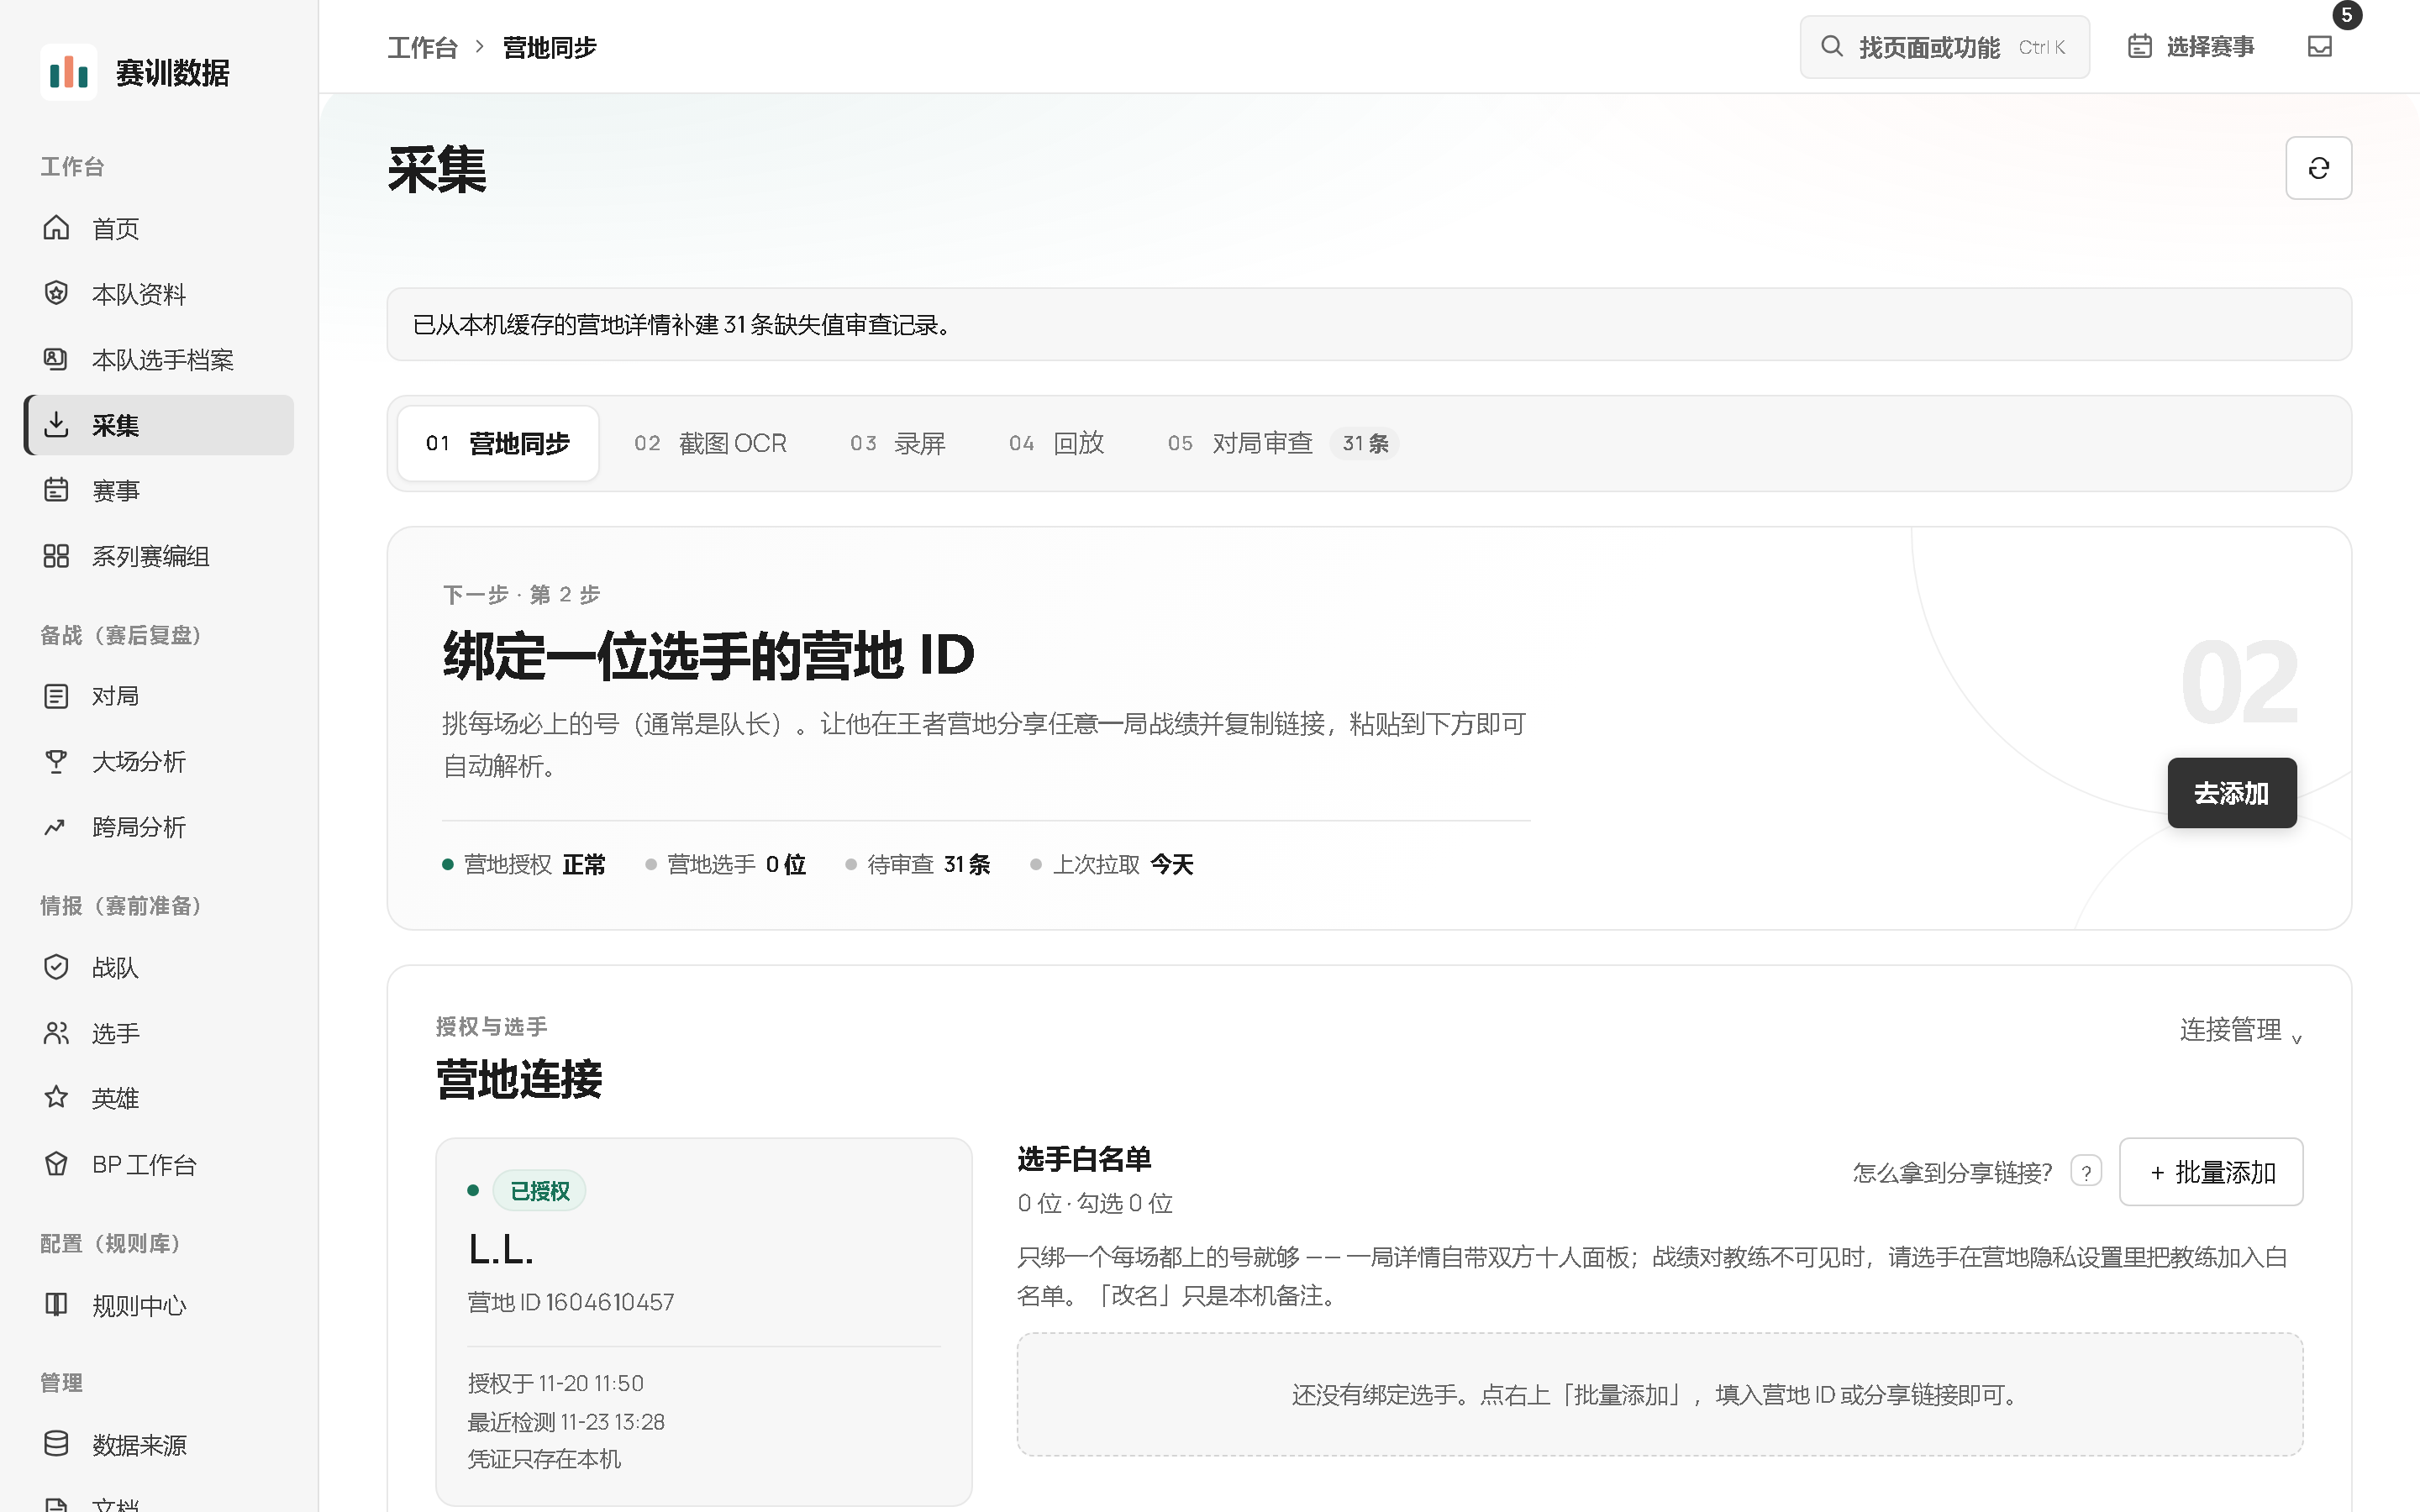 赛训数据
工作台
首页
本队资料
本队选手档案
采集
赛事
系列赛编组
备战（赛后复盘）
对局
大场分析
跨局分析
情报（赛前准备）
战队
选手
英雄
BP 工作台
配置（规则库）
规则中心
管理
数据来源
文档
工作台 > 营地同步
找页面或功能 Ctrl K
选择赛事
5
采集
已从本机缓存的营地详情补建 31 条缺失值审查记录。
01 营地同步
02 截图 OCR
03 录屏
04 回放
05 对局审查 31 条
下一步 · 第 2 步
绑定一位选手的营地 ID
挑每场必上的号（通常是队长）。让他在王者营地分享任意一局战绩并复制链接，粘贴到下方即可
自动解析。
02
去添加
营地授权 正常
营地选手 0 位
待审查 31 条
上次拉取 今天
授权与选手
营地连接
连接管理 v
已授权
L.L.
营地 ID 1604610457
授权于 11-20 11:50
最近检测 11-23 13:28
凭证只存在本机
选手白名单
0 位 · 勾选 0 位
怎么拿到分享链接？ ?
+ 批量添加
只绑一个每场都上的号就够 —— 一局详情自带双方十人面板；战绩对教练不可见时，请选手在营地隐私设置里把教练加入白
名单。「改名」只是本机备注。
还没有绑定选手。点右上「批量添加」，填入营地 ID 或分享链接即可。